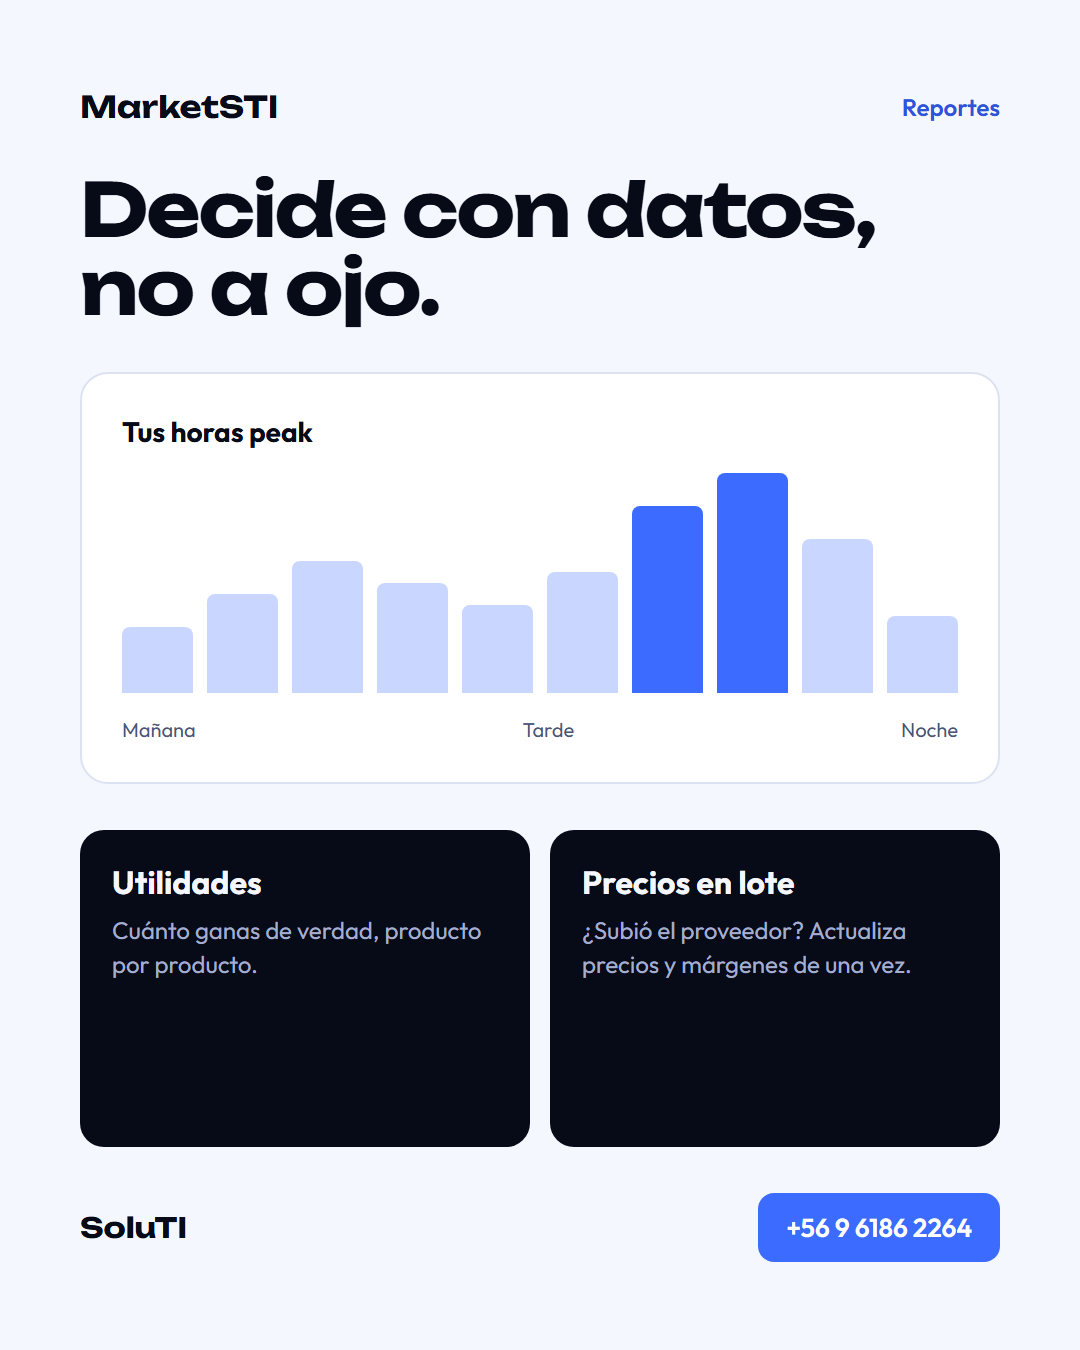 MarketSTI
Reportes
Decide con datos,
no a ojo.
Tus horas peak
Mañana
Tarde
Noche
Utilidades
Cuánto ganas de verdad, producto
por producto.
Precios en lote
¿Subió el proveedor? Actualiza
precios y márgenes de una vez.
SoluTI
+56 9 6186 2264